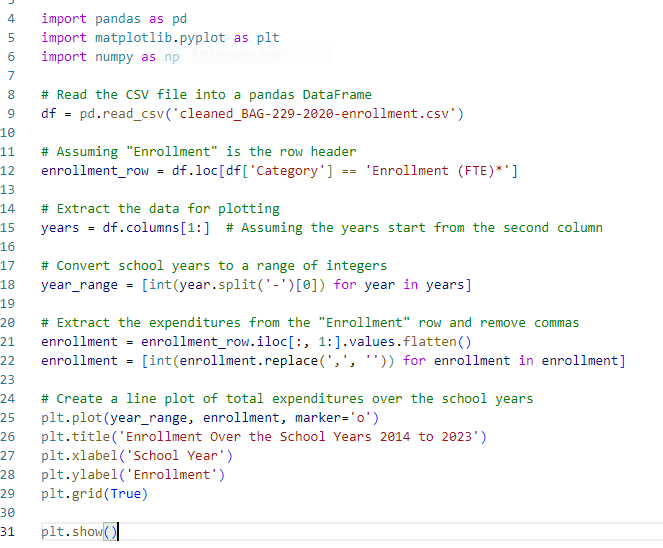 4 import pandas as pd
5 import matplotlib.pyplot as plt
6 import numpy as np
7
8 # Read the CSV file into a pandas DataFrame
9 df = pd.read_csv('cleaned_BAG-229-2020-enrollment.csv')
10
11 # Assuming "Enrollment" is the row header
12 enrollment_row = df.loc[df['Category'] == 'Enrollment (FTE)*']
13
14 # Extract the data for plotting
15 years = df.columns[1:]  # Assuming the years start from the second column
16
17 # Convert school years to a range of integers
18 year_range = [int(year.split('-')[0]) for year in years]
19
20 # Extract the expenditures from the "Enrollment" row and remove commas
21 enrollment = enrollment_row.iloc[:, 1:].values.flatten()
22 enrollment = [int(enrollment.replace(',', '')) for enrollment in enrollment]
23
24 # Create a line plot of total expenditures over the school years
25 plt.plot(year_range, enrollment, marker='o')
26 plt.title('Enrollment Over the School Years 2014 to 2023')
27 plt.xlabel('School Year')
28 plt.ylabel('Enrollment')
29 plt.grid(True)
30
31 plt.show()